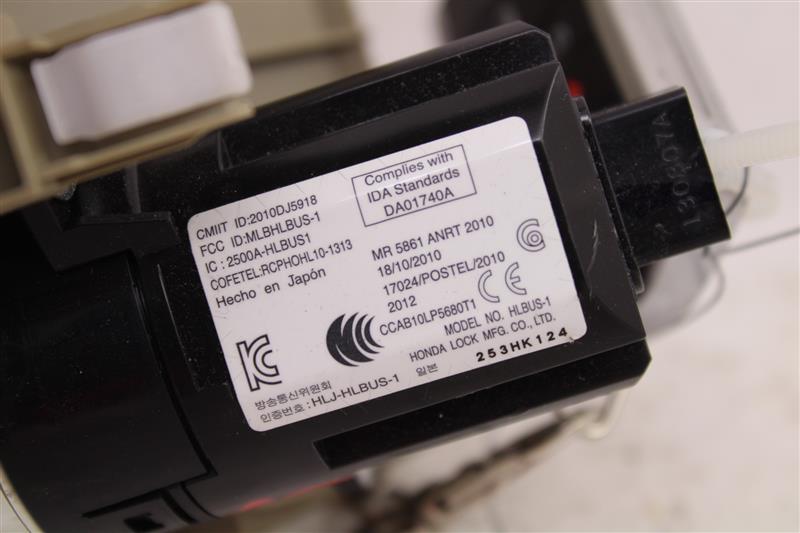 CMIIT ID:2010DJ5918
FCC ID:MLBHLBUS-1
IC : 2500A-HLBUS1
COFETEL:RCPHOHL10-1313
Hecho en Japón
Complies with
IDA Standards
DA01740A
MR 5861 ANRT 2010
18/10/2010
17024/POSTEL/2010
2012
CCAB10LP5680T1
CE
MODEL NO. HLBUS-1
HONDA LOCK MFG. CO., LTD.
일본
253HK124
방송통신위원회
인증번호 : HLJ-HLBUS-1